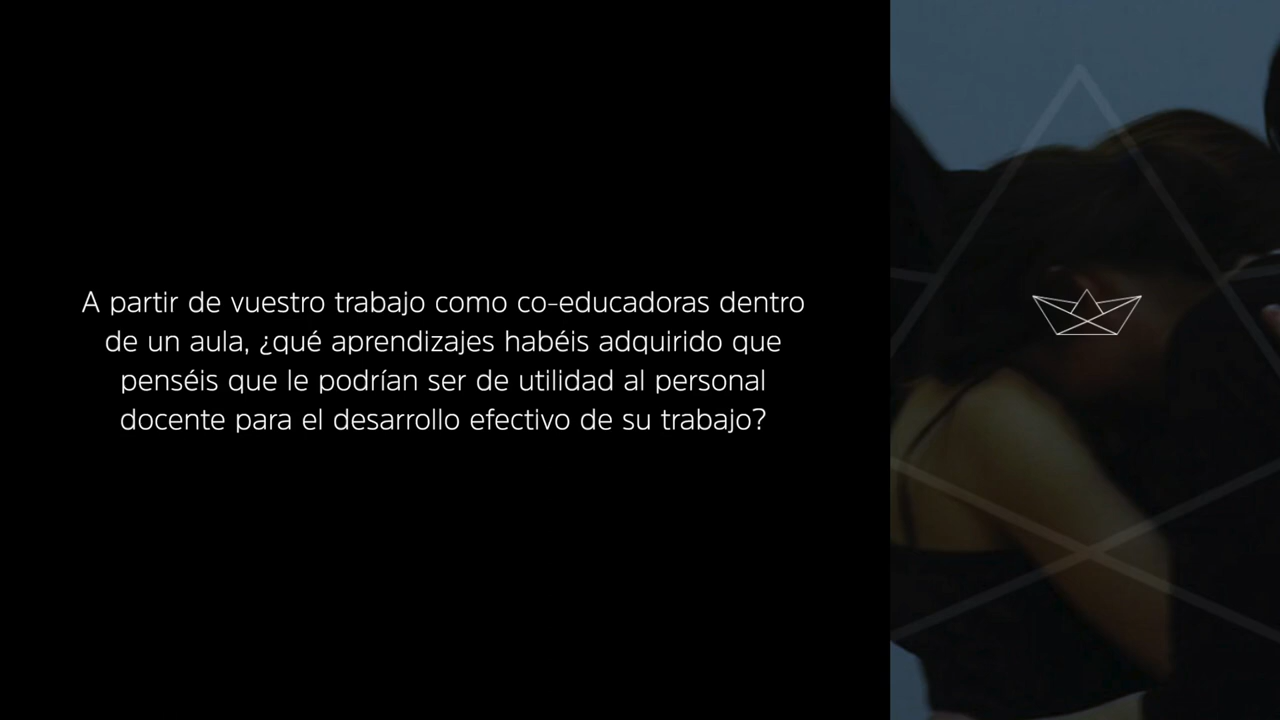 A partir de vuestro trabajo como co-educadoras dentro
de un aula, ¿qué aprendizajes habéis adquirido que
penséis que le podrían ser de utilidad al personal
docente para el desarrollo efectivo de su trabajo?